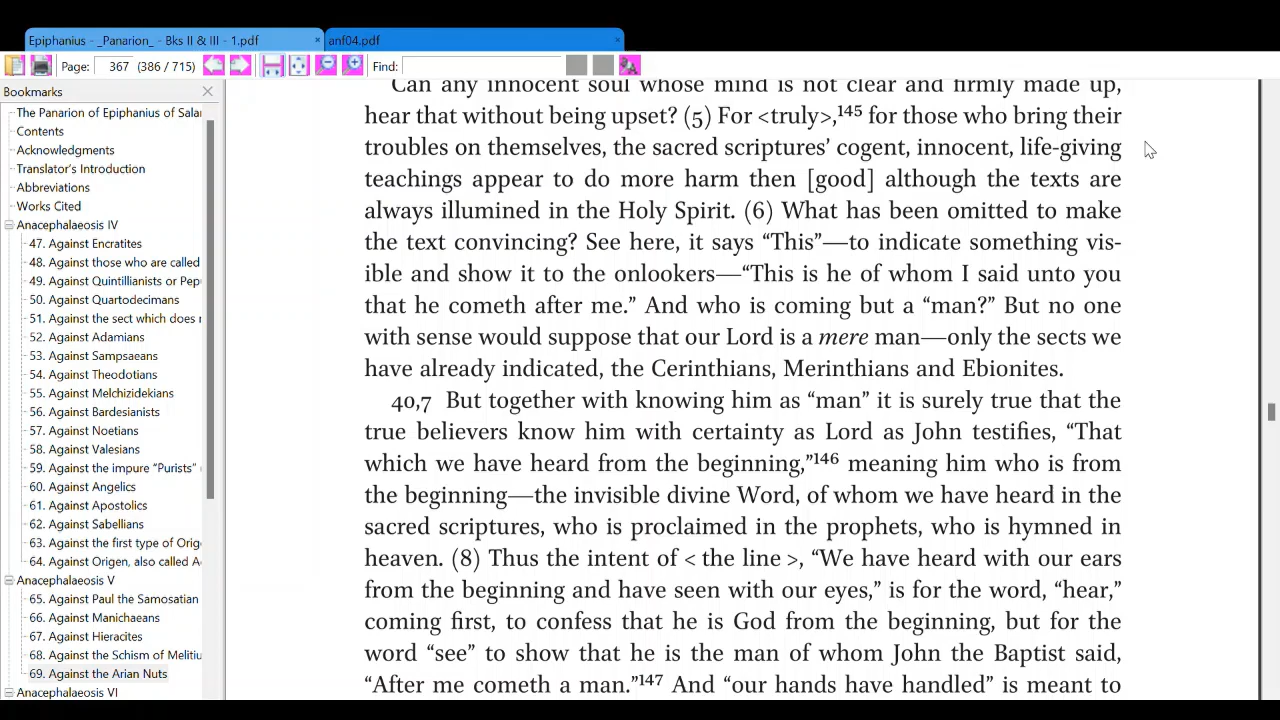 Epiphanius - _Panarion_ - Bks II & III - 1.pdf
anf04.pdf
Page: 367 (386 / 715) Find:
Bookmarks
The Panarion of Epiphanius of Sala
Contents
Acknowledgments
Translator's Introduction
Abbreviations
Works Cited
Anacephalaeosis IV
47. Against Encratites
48. Against those who are called
49. Against Quintillianists or Pep
50. Against Quartodecimans
51. Against the sect which does n
52. Against Adamians
53. Against Sampsaeans
54. Against Theodotians
55. Against Melchizidekians
56. Against Bardesianists
57. Against Noetians
58. Against Valesians
59. Against the impure “Purists” (
60. Against Angelics
61. Against Apostolics
62. Against Sabellians
63. Against the first type of Orig
64. Against Origen, also called A
Anacephalaeosis V
65. Against Paul the Samosatian
66. Against Manichaeans
67. Against Hieracites
68. Against the Schism of Melitiu
69. Against the Arian Nuts
Anacephalaeosis VI
Can any innocent soul whose mind is not clear and firmly made up,
hear that without being upset? (5) For <truly>,145 for those who bring their
troubles on themselves, the sacred scriptures’ cogent, innocent, life-giving
teachings appear to do more harm then [good] although the texts are
always illumined in the Holy Spirit. (6) What has been omitted to make
the text convincing? See here, it says “This”—to indicate something vis-
ible and show it to the onlookers—“This is he of whom I said unto you
that he cometh after me.” And who is coming but a “man?” But no one
with sense would suppose that our Lord is a mere man—only the sects we
have already indicated, the Cerinthians, Merinthians and Ebionites.
40,7 But together with knowing him as “man” it is surely true that the
true believers know him with certainty as Lord as John testifies, “That
which we have heard from the beginning,”146 meaning him who is from
the beginning—the invisible divine Word, of whom we have heard in the
sacred scriptures, who is proclaimed in the prophets, who is hymned in
heaven. (8) Thus the intent of < the line >, “We have heard with our ears
from the beginning and have seen with our eyes,” is for the word, “hear,”
coming first, to confess that he is God from the beginning, but for the
word “see” to show that he is the man of whom John the Baptist said,
“After me cometh a man.”147 And “our hands have handled” is meant to